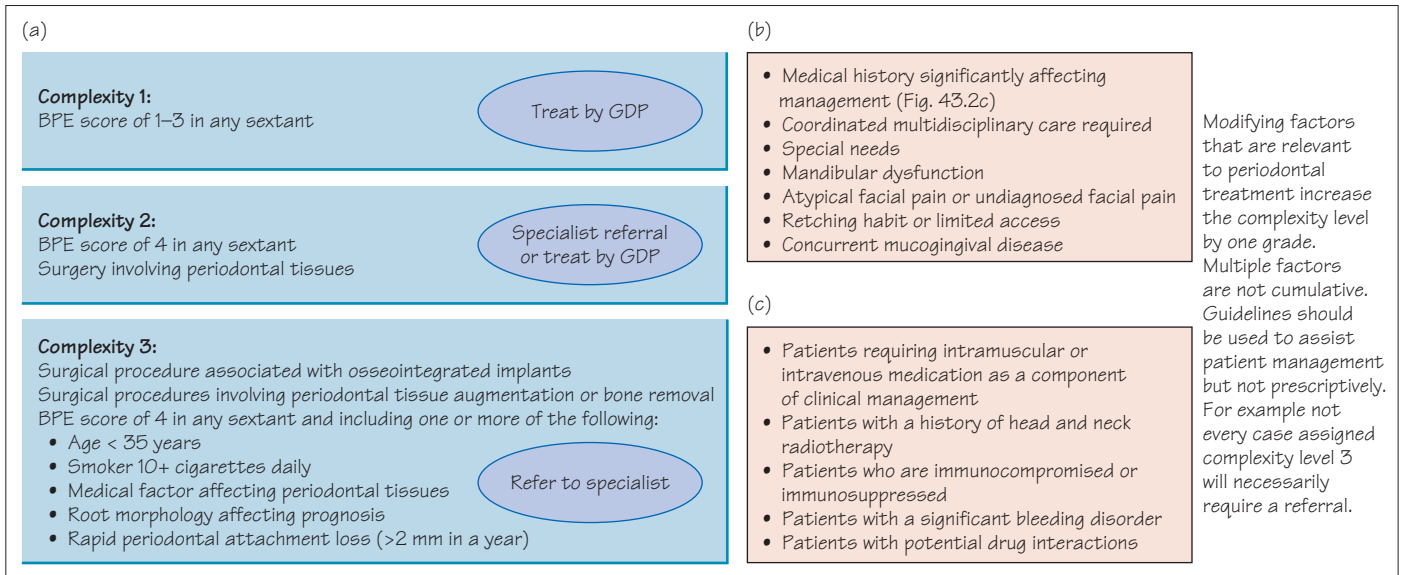 (a)
Complexity 1:
BPE score of 1–3 in any sextant
Treat by GDP
Complexity 2:
BPE score of 4 in any sextant
Surgery involving periodontal tissues
Specialist referral
or treat by GDP
Complexity 3:
Surgical procedure associated with osseointegrated implants
Surgical procedures involving periodontal tissue augmentation or bone removal
BPE score of 4 in any sextant and including one or more of the following:
• Age < 35 years
• Smoker 10+ cigarettes daily
• Medical factor affecting periodontal tissues
• Root morphology affecting prognosis
• Rapid periodontal attachment loss (>2 mm in a year)
Refer to specialist
(b)
• Medical history significantly affecting
management (Fig. 43.2c)
• Coordinated multidisciplinary care required
• Special needs
• Mandibular dysfunction
• Atypical facial pain or undiagnosed facial pain
• Retching habit or limited access
• Concurrent mucogingival disease
(c)
• Patients requiring intramuscular or
intravenous medication as a component
of clinical management
• Patients with a history of head and neck
radiotherapy
• Patients who are immunocompromised or
immunosuppressed
• Patients with a significant bleeding disorder
• Patients with potential drug interactions
Modifying factors
that are relevant
to periodontal
treatment increase
the complexity level
by one grade.
Multiple factors
are not cumulative.
Guidelines should
be used to assist
patient management
but not prescriptively.
For example not
every case assigned
complexity level 3
will necessarily
require a referral.